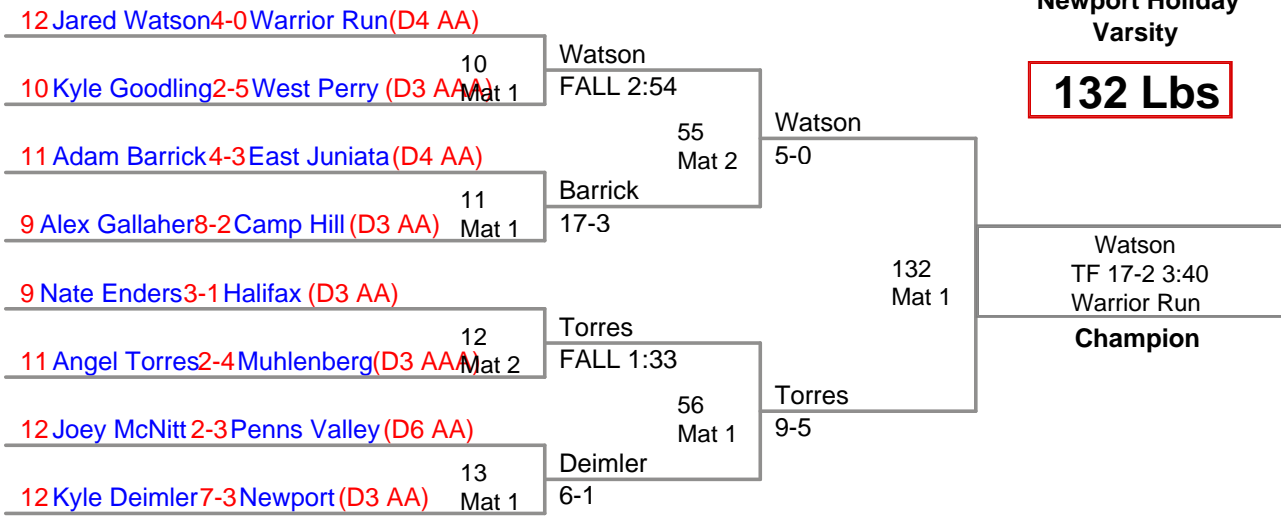 Newport Holiday
Varsity
132 Lbs
12 Jared Watson 4-0 Warrior Run (D4 AA)
10
Mat 1
Watson
FALL 2:54
10 Kyle Goodling 2-5 West Perry (D3 AAA)
55
Mat 2
Watson
5-0
11 Adam Barrick 4-3 East Juniata (D4 AA)
11
Mat 1
Barrick
17-3
9 Alex Gallaher 8-2 Camp Hill (D3 AA)
132
Mat 1
Watson
TF 17-2 3:40
Warrior Run
Champion
9 Nate Enders 3-1 Halifax (D3 AA)
12
Mat 2
Torres
FALL 1:33
11 Angel Torres 2-4 Muhlenberg (D3 AAA)
56
Mat 1
Torres
9-5
12 Joey McNitt 2-3 Penns Valley (D6 AA)
13
Mat 1
Deimler
6-1
12 Kyle Deimler 7-3 Newport (D3 AA)